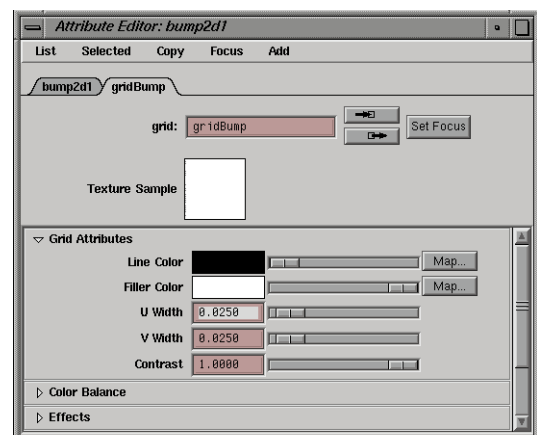 Attribute Editor: bump2d1
List Selected Copy Focus Add
bump2d1 gridBump
grid: gridBump Set Focus
Texture Sample
Grid Attributes
Line Color Map...
Filler Color Map...
U Width 0.0250
V Width 0.0250
Contrast 1.0000
Color Balance
Effects